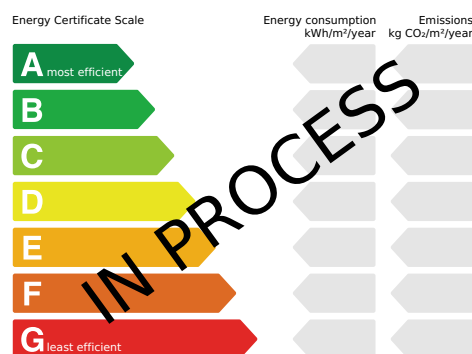 Energy Certificate Scale
Energy consumption
kWh/m²/year
Emissions
kg CO₂/m²/year
A most efficient
B
C
D
E
F
G least efficient
IN PROCESS